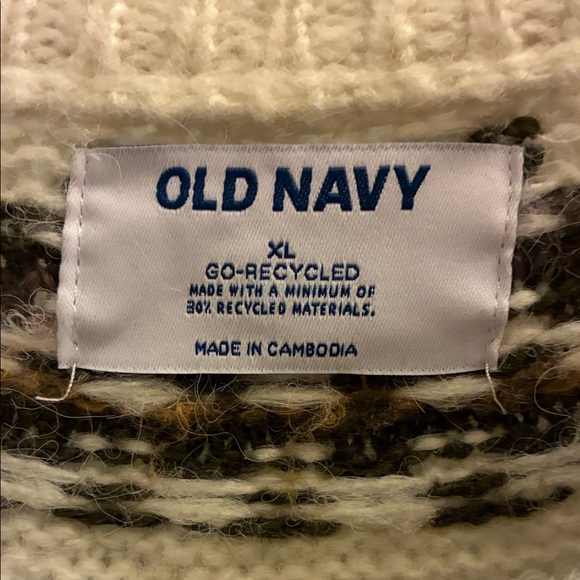 OLD NAVY
XL
GO-RECYCLED
MADE WITH A MINIMUM OF
30% RECYCLED MATERIALS.
MADE IN CAMBODIA